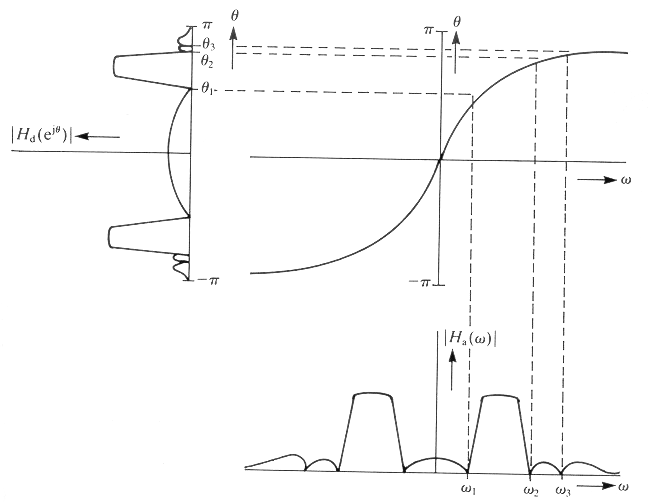 π
θ
π
θ
θ₃
θ₂
θ₁
|H_d(e^{jθ})|
ω
−π
−π
|H_a(ω)|
ω₁
ω₂
ω₃
ω